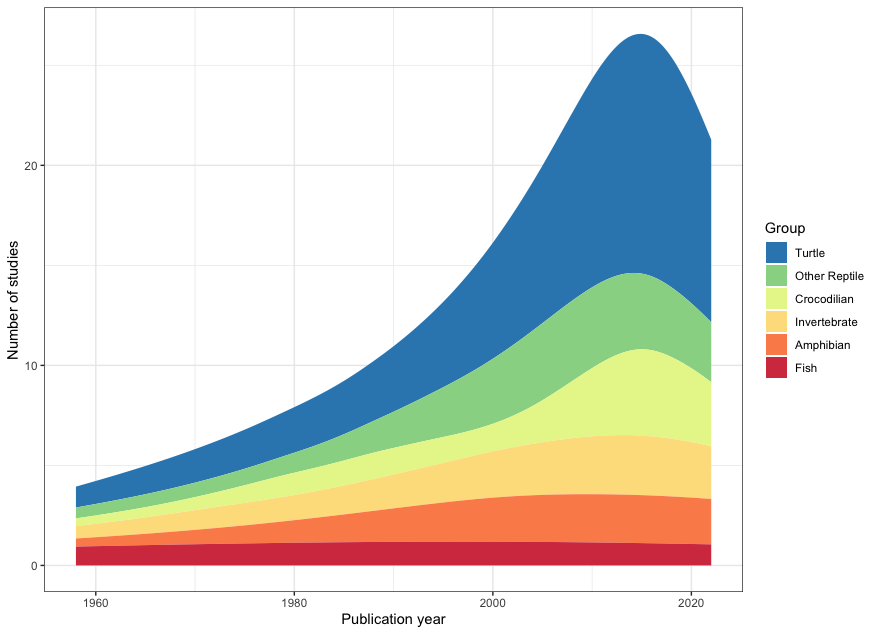 Number of studies
20
10
0
1960
1980
2000
2020
Publication year
Group
Turtle
Other Reptile
Crocodilian
Invertebrate
Amphibian
Fish